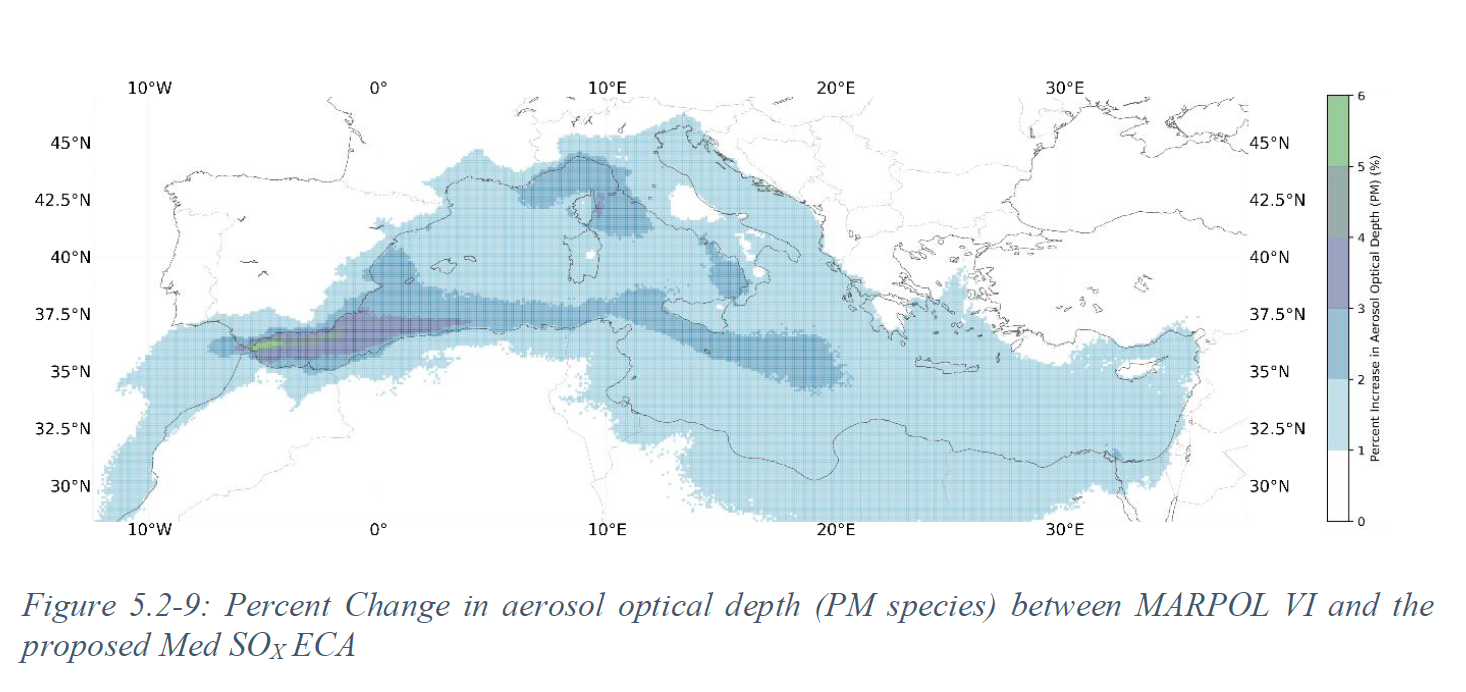 10°W 0° 10°E 20°E 30°E
45°N 45°N
42.5°N 42.5°N
40°N 40°N
37.5°N 37.5°N
35°N 35°N
32.5°N 32.5°N
30°N 30°N
10°W 0° 10°E 20°E 30°E
6
5
4
3
2
1
0
Percent Increase in Aerosol Optical Depth (PM) (%)
Figure 5.2-9: Percent Change in aerosol optical depth (PM species) between MARPOL VI and the
proposed Med SOX ECA